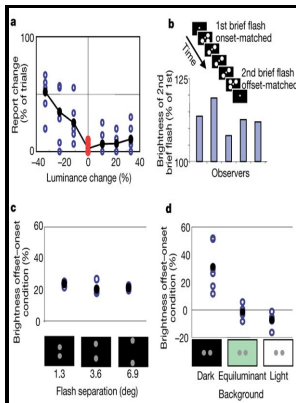 a
Report change
(% of trials)
100
50
0
-40 -20 0 20 40
Luminance change (%)
b
1st brief flash
onset-matched
Time
2nd brief flash
offset-matched
Brightness of 2nd
brief flash (% of 1st)
125
100
Observers
c
Brightness offset–onset
condition (%)
60
40
20
0
1.3 3.6 6.9
Flash separation (deg)
d
Brightness offset–onset
condition (%)
60
40
20
0
−20
Dark Equiluminant Light
Background